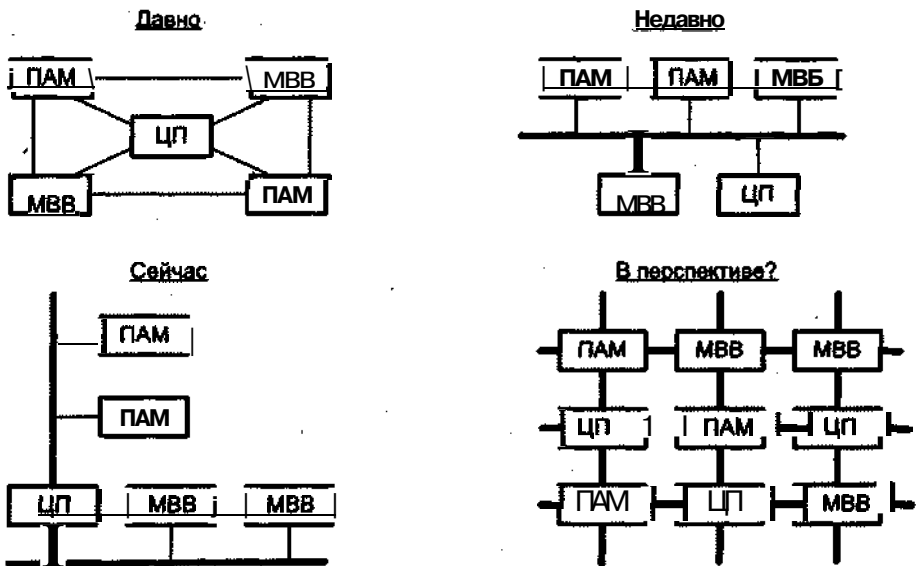 Давно
ПАМ МВВ
ЦП
МВВ ПАМ
Недавно
ПАМ ПАМ МВБ
МВВ ЦП
Сейчас
ПАМ
ПАМ
ЦП МВВ МВВ
В перспективе?
ПАМ МВВ МВВ
ЦП ПАМ ЦП
ПАМ ЦП МВВ